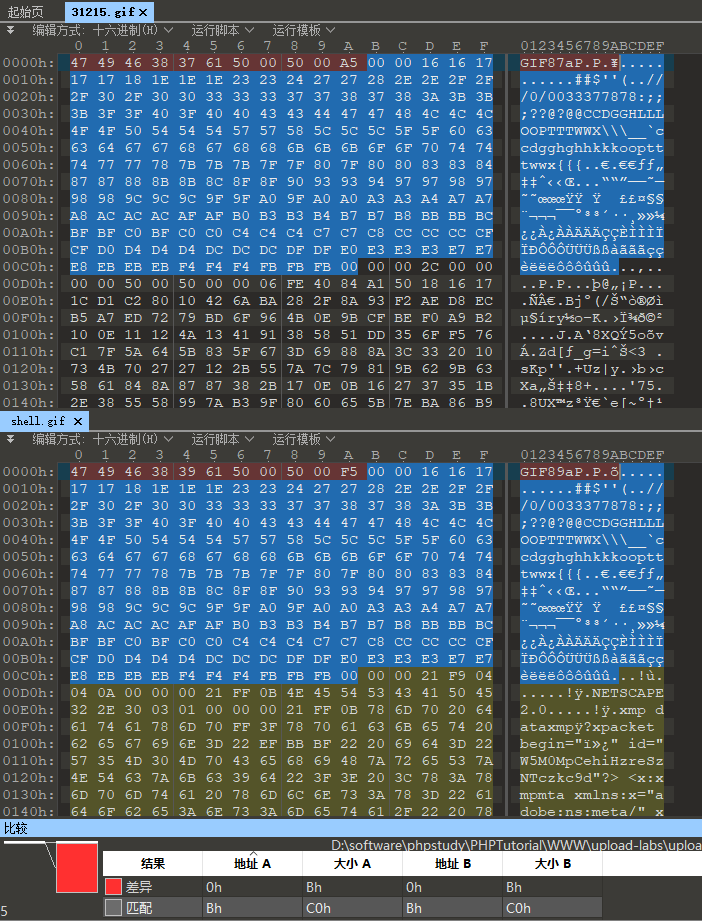 起始页 31215.gif ×
编辑方式: 十六进制(H) 运行脚本 运行模板
0 1 2 3 4 5 6 7 8 9 A B C D E F 0123456789ABCDEF
0000h: 47 49 46 38 37 61 50 00 50 00 A5 00 00 16 16 17 GIF87aP.P.¥.....
0010h: 17 17 18 1E 1E 1E 23 23 24 27 27 28 2E 2E 2F 2F ......##$''(..//
0020h: 2F 30 2F 30 30 33 33 33 37 37 38 37 38 3A 3B 3B /0/0033377878:;;
0030h: 3B 3F 3F 40 3F 40 40 43 43 44 47 47 48 4C 4C 4C ;??@?@@CCDGGHLLL
0040h: 4F 4F 50 54 54 54 57 57 58 5C 5C 5C 5F 5F 60 63 OOPTTTWWX\\\__`c
0050h: 63 64 67 67 68 67 68 68 6B 6B 6B 6F 6F 70 74 74 cdgghghhkkkooptt
0060h: 74 77 77 78 7B 7B 7B 7F 7F 80 7F 80 80 83 83 84 twwx{{{..€.€€ƒƒ„
0070h: 87 87 88 8B 8B 8C 8F 8F 90 93 93 94 97 97 98 97 ‡‡ˆ‹‹Œ...““”——˜—
0080h: 98 98 9C 9C 9C 9F 9F A0 9F A0 A0 A3 A3 A4 A7 A7 ˜˜œœœŸŸ Ÿ  ££¤§§
0090h: A8 AC AC AC AF AF B0 B3 B3 B4 B7 B7 B8 BB BB BC ¨¬¬¬¯¯°³³´··¸»»¼
00A0h: BF BF C0 BF C0 C0 C4 C4 C4 C7 C7 C8 CC CC CC CF ¿¿À¿ÀÀÄÄÄÇÇÈÌÌÌÏ
00B0h: CF D0 D4 D4 D4 DC DC DC DF DF E0 E3 E3 E3 E7 E7 ÏÐÔÔÔÜÜÜßßàãããçç
00C0h: E8 EB EB EB F4 F4 F4 FB FB FB 00 00 00 2C 00 00 èëëëôôôûûû...,..
00D0h: 00 00 50 00 50 00 00 06 FE 40 84 A1 50 18 16 17 ..P.P...þ@„¡P...
00E0h: 1C D1 C2 80 10 42 6A BA 28 2F 8A 93 F2 AE D8 EC .ÑÂ€.Bjº(/Š“ò®Øì
00F0h: B5 A7 ED 72 79 BD 6F 96 4B 0E 9B CF BE F0 A9 B2 µ§íry½o–K.›Ï¾ð©²
0100h: 10 0E 11 12 4A 13 41 91 38 58 51 DD 35 6F F5 76 ....J.A‘8XQÝ5oõv
0110h: C1 7F 5A 64 5B 83 5F 67 3D 69 88 8A 3C 33 20 10 Á.Zd[ƒ_g=iˆŠ<3 .
0120h: 73 4B 70 27 27 12 2B 55 7A 7C 79 81 9B 62 9B 63 sKp''.+Uz|y.›b›c
0130h: 58 61 84 8A 87 87 38 2B 17 0E 0B 16 27 37 35 1B Xa„Š‡‡8+....'75.
0140h: 2E 38 55 58 99 7A B3 9F 80 60 65 5B 7E BA 86 B9 .8UX™z³Ÿ€`e[~º†¹
shell.gif ×
编辑方式: 十六进制(H) 运行脚本 运行模板
0 1 2 3 4 5 6 7 8 9 A B C D E F 0123456789ABCDEF
0000h: 47 49 46 38 39 61 50 00 50 00 F5 00 00 16 16 17 GIF89aP.P.õ.....
0010h: 17 17 18 1E 1E 1E 23 23 24 27 27 28 2E 2E 2F 2F ......##$''(..//
0020h: 2F 30 2F 30 30 33 33 33 37 37 38 37 38 3A 3B 3B /0/0033377878:;;
0030h: 3B 3F 3F 40 3F 40 40 43 43 44 47 47 48 4C 4C 4C ;??@?@@CCDGGHLLL
0040h: 4F 4F 50 54 54 54 57 57 58 5C 5C 5C 5F 5F 60 63 OOPTTTWWX\\\__`c
0050h: 63 64 67 67 68 67 68 68 6B 6B 6B 6F 6F 70 74 74 cdgghghhkkkooptt
0060h: 74 77 77 78 7B 7B 7B 7F 7F 80 7F 80 80 83 83 84 twwx{{{..€.€€ƒƒ„
0070h: 87 87 88 8B 8B 8C 8F 8F 90 93 93 94 97 97 98 97 ‡‡ˆ‹‹Œ...““”——˜—
0080h: 98 98 9C 9C 9C 9F 9F A0 9F A0 A0 A3 A3 A4 A7 A7 ˜˜œœœŸŸ Ÿ  ££¤§§
0090h: A8 AC AC AC AF AF B0 B3 B3 B4 B7 B7 B8 BB BB BC ¨¬¬¬¯¯°³³´··¸»»¼
00A0h: BF BF C0 BF C0 C0 C4 C4 C4 C7 C7 C8 CC CC CC CF ¿¿À¿ÀÀÄÄÄÇÇÈÌÌÌÏ
00B0h: CF D0 D4 D4 D4 DC DC DC DF DF E0 E3 E3 E3 E7 E7 ÏÐÔÔÔÜÜÜßßàãããçç
00C0h: E8 EB EB EB F4 F4 F4 FB FB FB 00 00 00 21 F9 04 èëëëôôôûûû...!ù.
00D0h: 04 0A 00 00 00 21 FF 0B 4E 45 54 53 43 41 50 45 .....!ÿ.NETSCAPE
00E0h: 32 2E 30 03 01 00 00 00 21 FF 0B 78 6D 70 20 64 2.0.....!ÿ.xmp d
00F0h: 61 74 61 78 6D 70 FF 3F 78 70 61 63 6B 65 74 20 ataxmpÿ?xpacket
0100h: 62 65 67 69 6E 3D 22 EF BB BF 22 20 69 64 3D 22 begin="ï»¿" id="
0110h: 57 35 4D 30 4D 70 43 65 68 69 48 7A 72 65 53 7A W5M0MpCehiHzreSz
0120h: 4E 54 63 7A 6B 63 39 64 22 3F 3E 20 3C 78 3A 78 NTczkc9d"?> <x:x
0130h: 6D 70 6D 74 61 20 78 6D 6C 6E 73 3A 78 3D 22 61 mpmta xmlns:x="a
0140h: 64 6F 62 65 3A 6E 73 3A 6D 65 74 61 2F 22 20 78 dobe:ns:meta/" x
比较
D:\software\phpstudy\PHPTutorial\WWW\upload-labs\uploa
结果 地址 A 大小 A 地址 B 大小 B
差异 0h Bh 0h Bh
5 匹配 Bh C0h Bh C0h